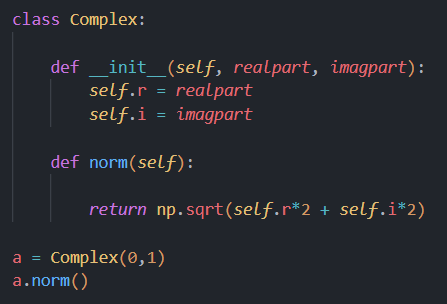 class Complex:
def __init__(self, realpart, imagpart):
self.r = realpart
self.i = imagpart
def norm(self):
return np.sqrt(self.r*2 + self.i*2)
a = Complex(0,1)
a.norm()